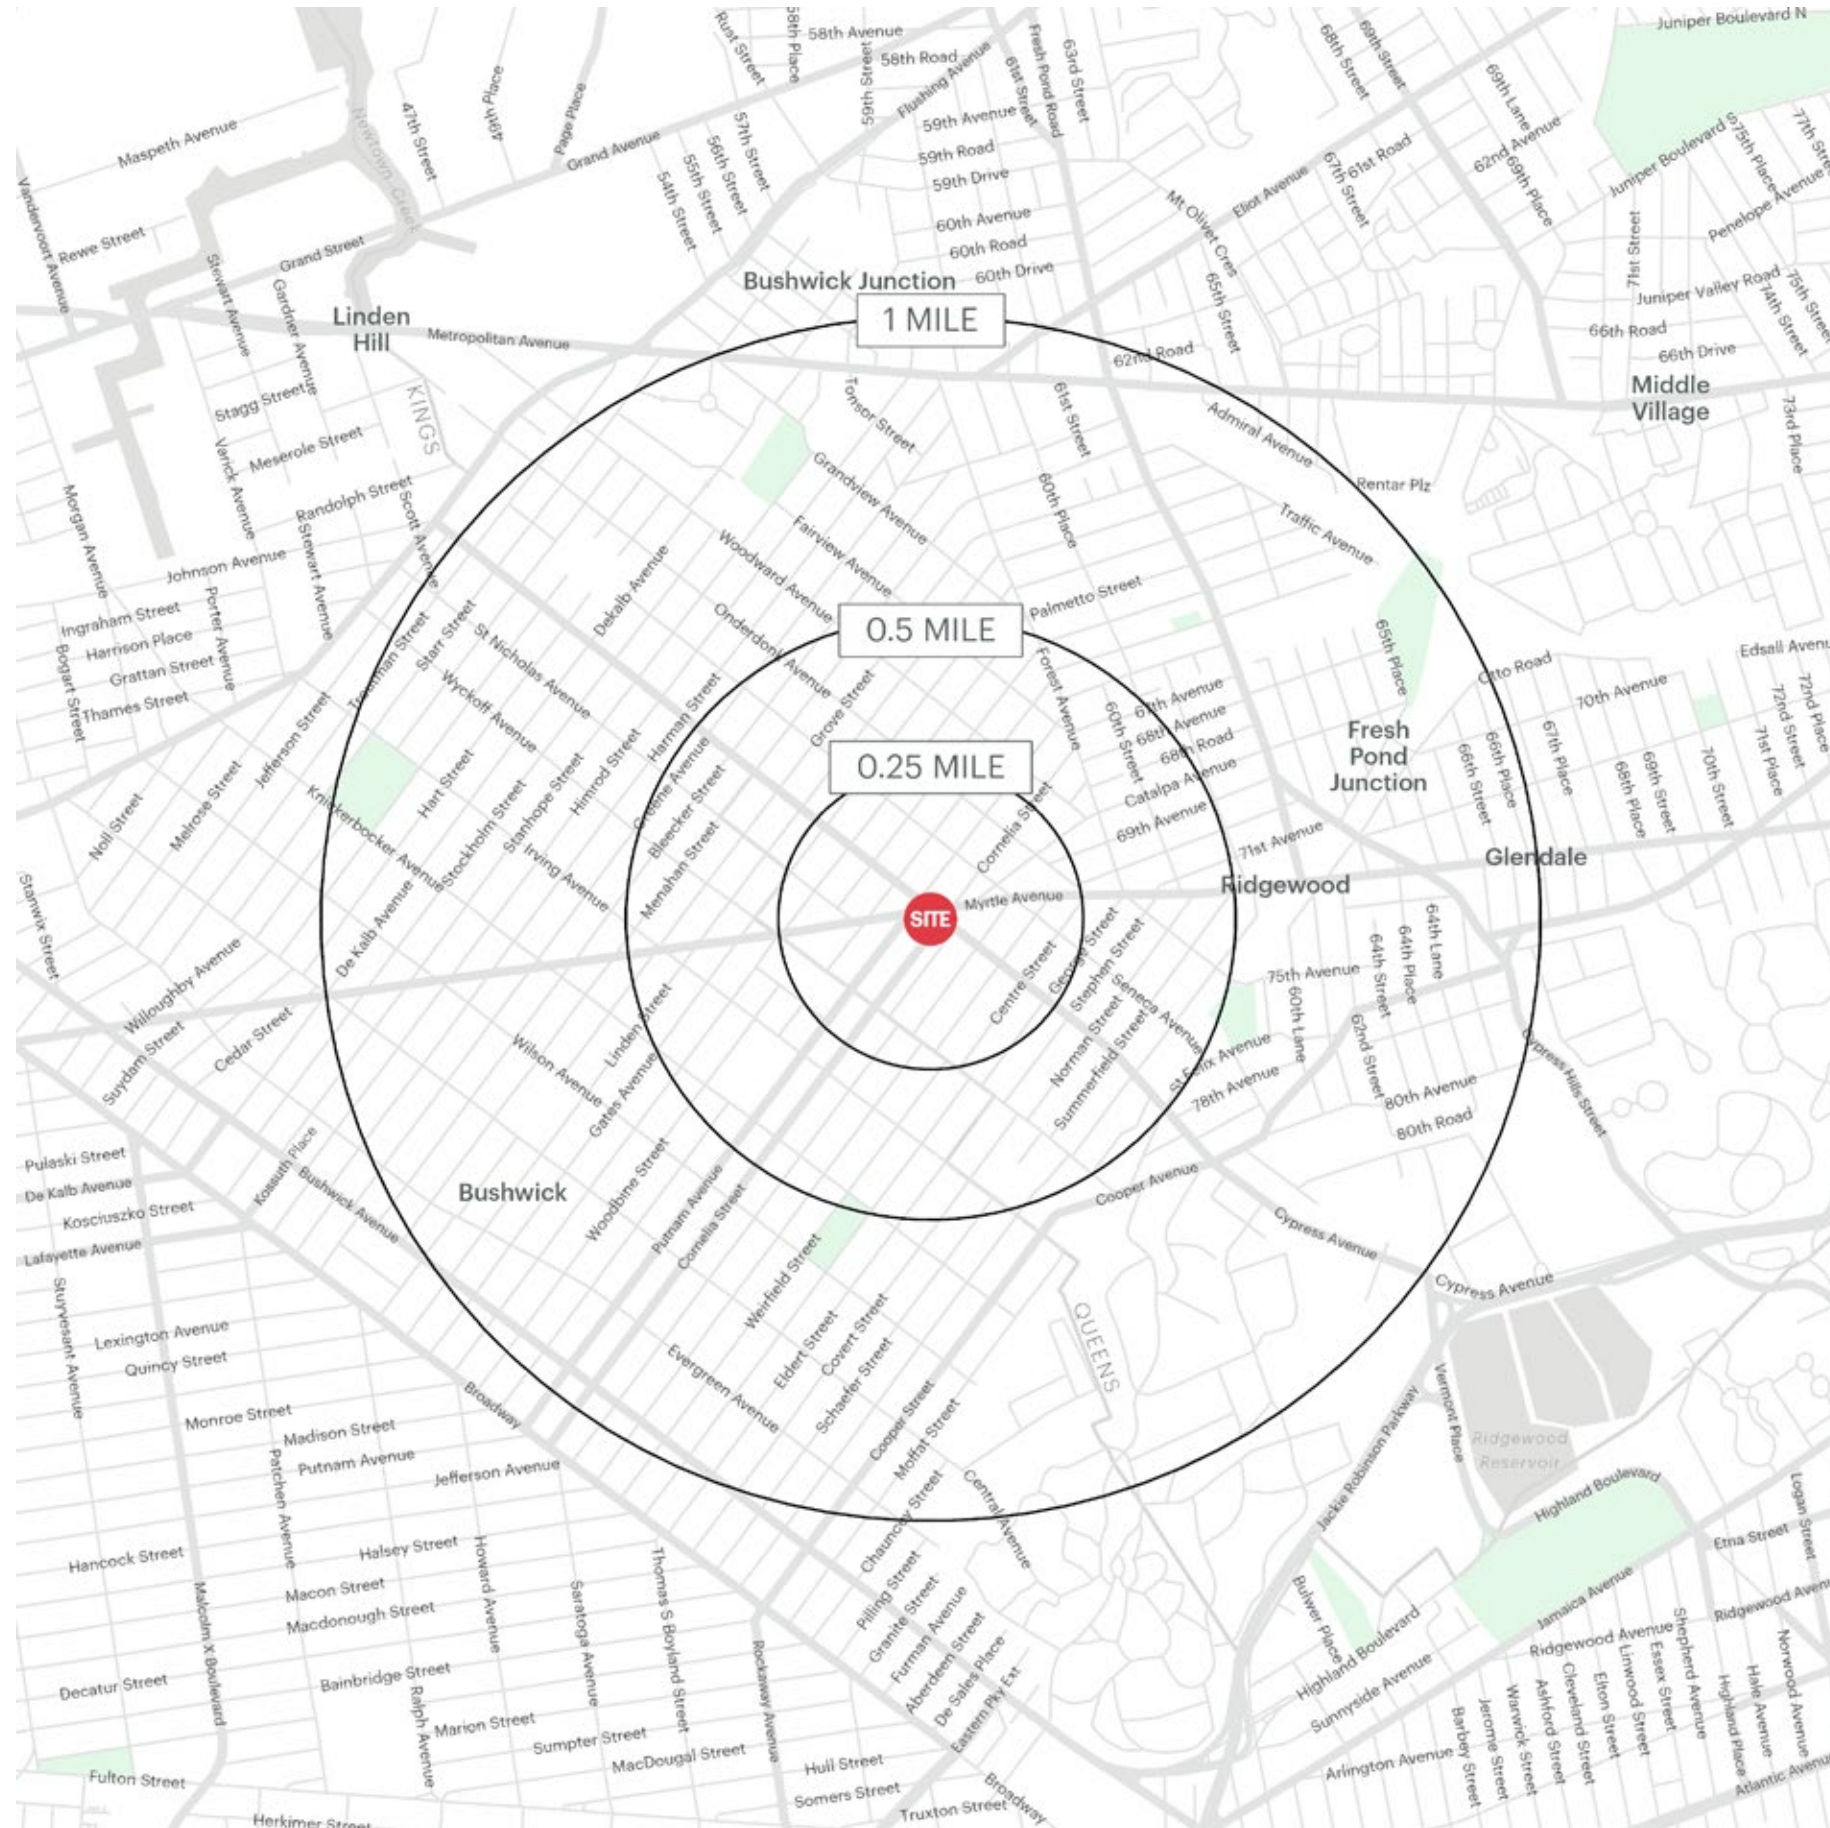 Juniper Boulevard N
58th Avenue
58th Place
Rust Street
58th Road
59th Street
Flushing Avenue
61st Street
Fresh Pond Road
63rd Street
68th Street
69th Street
69th Lane
62nd Avenue
69th Place
77th Stre
Juniper Boulevard S
75th Place
Penelope Avenue
Maspeth Avenue
Newtown Creek
47th Street
49th Place
Page Place
Grand Avenue
57th Street
56th Street
55th Street
54th Street
59th Avenue
59th Road
59th Drive
60th Avenue
60th Road
60th Drive
Mt Olivet Cres
Eliot Avenue
67th Street
61st Road
71st Street
Vandervoort Avenue
Rewe Street
Grand Street
Stewart Avenue
Gardner Avenue
Bushwick Junction
65th Street
Juniper Valley Road
74th Street
75th Street
66th Road
66th Drive
Linden
Hill
Metropolitan Avenue
1 MILE
62nd Road
Middle
Village
73rd Place
KINGS
Stagg Street
Meserole Street
Varick Avenue
Randolph Street
Scott Avenue
Tonsor Street
61st Street
Admiral Avenue
Rentar Plz
Grandview Avenue
60th Place
Traffic Avenue
Morgan Avenue
Johnson Avenue
Stewart Avenue
Porter Avenue
Woodward Avenue
Fairview Avenue
Dekalb Avenue
Palmetto Street
Ingraham Street
Harrison Place
Grattan Street
Thames Street
Bogart Street
Troutman Street
Starr Street
St Nicholas Avenue
Wyckoff Avenue
Onderdonk Avenue
0.5 MILE
Forest Avenue
65th Place
Otto Road
70th Avenue
Edsall Avenu
72nd Place
72nd Street
71st Place
Jefferson Street
Harman Street
Grove Street
60th Street
67th Avenue
68th Avenue
68th Road
Catalpa Avenue
69th Avenue
Fresh
Pond
Junction
66th Street
66th Place
67th Place
68th Place
69th Street
70th Street
0.25 MILE
Noll Street
Melrose Street
Knickerbocker Avenue
Hart Street
Stockholm Street
Stanhope Street
Himrod Street
Greene Avenue
Bleecker Street
Menahan Street
Irving Avenue
Cornelia Street
71st Avenue
Glendale
Ridgewood
SITE
Myrtle Avenue
Stanwix Street
De Kalb Avenue
Willoughby Avenue
Suydam Street
Cedar Street
Linden Street
Centre Street
George Street
Stephen Street
Seneca Avenue
Norman Street
Summerfield Street
75th Avenue
60th Lane
64th Street
64th Place
64th Lane
62nd Street
St Felix Avenue
78th Avenue
80th Avenue
80th Road
Cypress Hills Street
Wilson Avenue
Gates Avenue
Pulaski Street
De Kalb Avenue
Kosciuszko Street
Lafayette Avenue
Kossuth Place
Bushwick Avenue
Bushwick
Woodbine Street
Putnam Avenue
Cornelia Street
Cooper Avenue
Cypress Avenue
Cypress Avenue
Stuyvesant Avenue
Lexington Avenue
Quincy Street
Weirfield Street
Eldert Street
Covert Street
Schaefer Street
Evergreen Avenue
QUEENS
Broadway
Monroe Street
Madison Street
Putnam Avenue
Jefferson Avenue
Patchen Avenue
Cooper Street
Moffat Street
Chauncey Street
Central Avenue
Vermont Place
Jackie Robinson Parkway
Ridgewood
Reservoir
Highland Boulevard
Logan Street
Etna Street
Hancock Street
Halsey Street
Macon Street
Macdonough Street
Howard Avenue
Saratoga Avenue
Thomas S Boyland Street
Malcolm X Boulevard
Pilling Street
Granite Street
Furman Avenue
Aberdeen Street
De Sales Place
Eastern Pky Ext
Bulwer Place
Highland Boulevard
Jamaica Avenue
Ridgewood Avenue
Ridgewood Aven
Decatur Street
Bainbridge Street
Ralph Avenue
Marion Street
Sumpter Street
MacDougal Street
Rockaway Avenue
Sunnyside Avenue
Arlington Avenue
Barbey Street
Jerome Street
Warwick Street
Ashford Street
Cleveland Street
Elton Street
Linwood Street
Essex Street
Shepherd Avenue
Highland Place
Hale Avenue
Norwood Avenue
Atlantic Avenu
Fulton Street
Herkimer Street
Hull Street
Somers Street
Truxton Street
Broadway